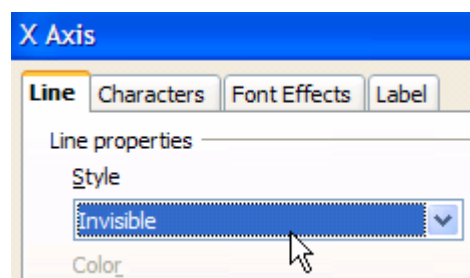 X Axis
Line Characters Font Effects Label
Line properties
Style
Invisible
Color